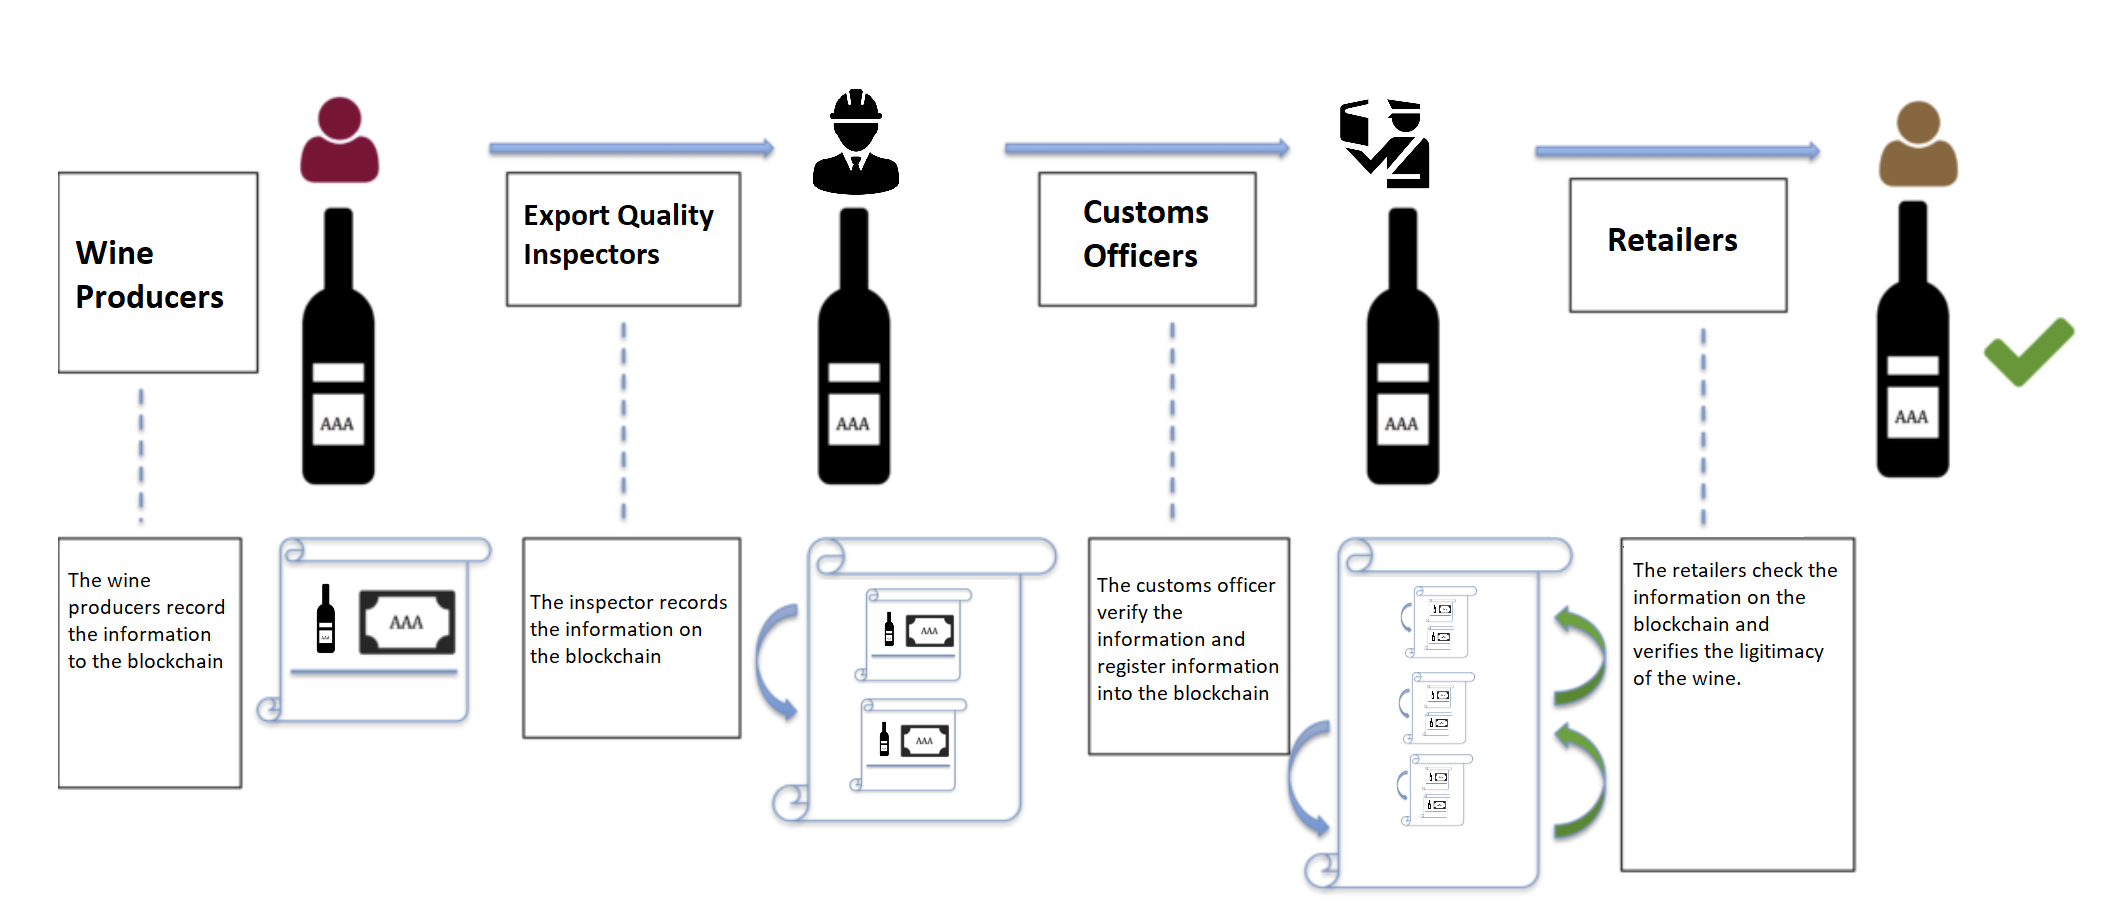 Wine
Producers
Export Quality
Inspectors
Customs
Officers
Retailers
AAA
AAA
AAA
AAA
The wine
producers record
the information
to the blockchain
AAA
AAA
The inspector records
the information on
the blockchain
AAA
AAA
The customs officer
verify the
information and
register information
into the blockchain
The retailers check the
information on the
blockchain and
verifies the ligitimacy
of the wine.